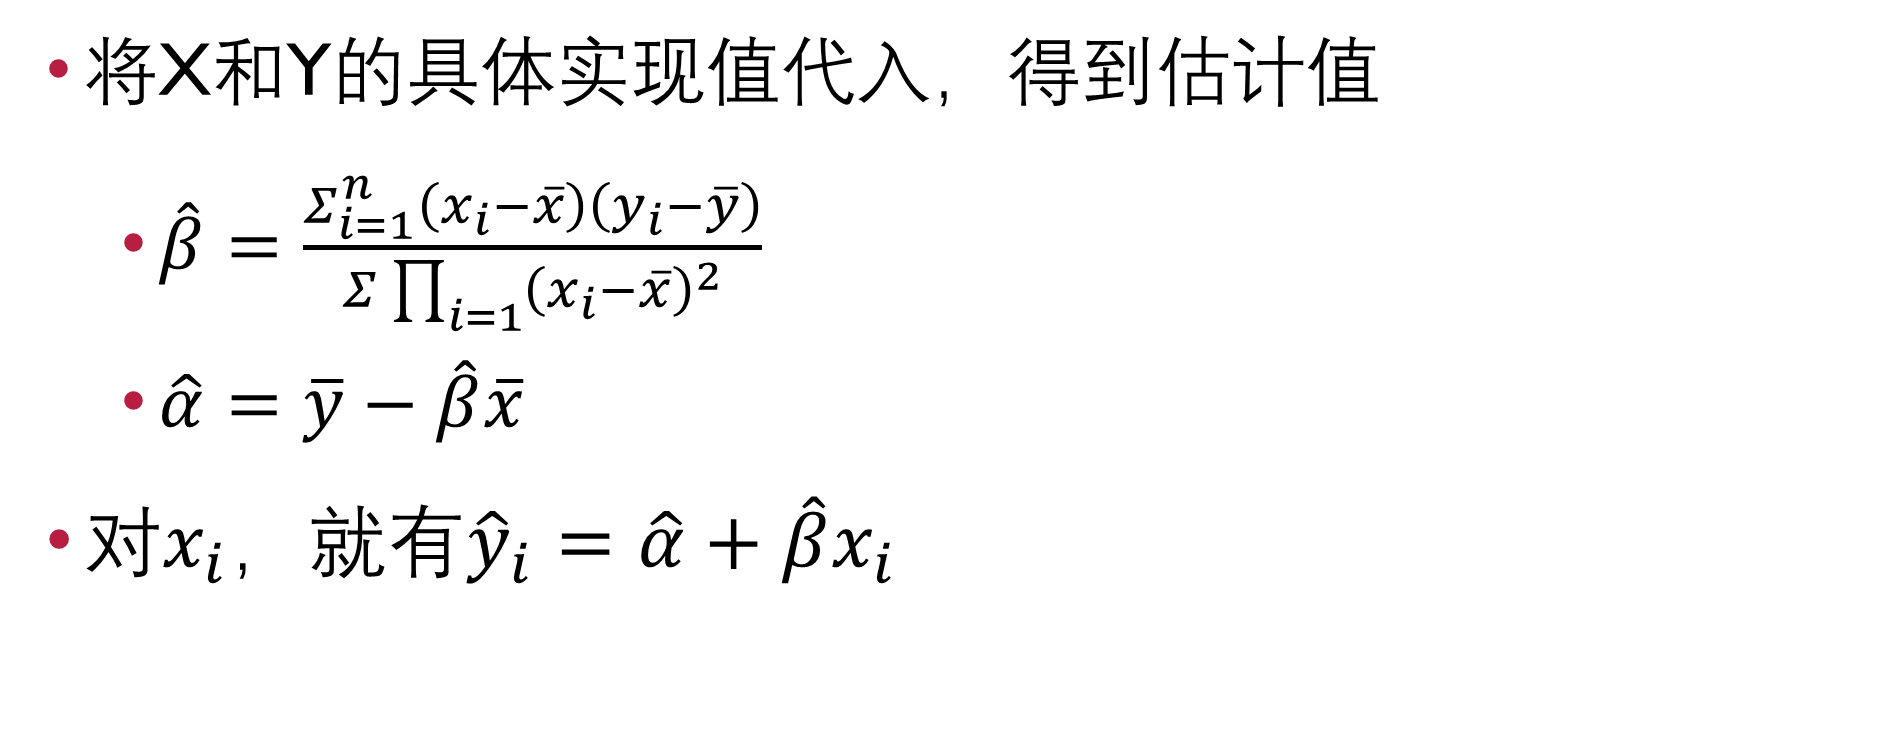 • 将X和Y的具体实现值代入，得到估计值
• β̂ = Σⁿᵢ₌₁(xᵢ−x̄)(yᵢ−ȳ) / Σ∏ᵢ₌₁(xᵢ−x̄)²
• α̂ = ȳ − β̂x̄
• 对xᵢ，就有ŷᵢ = α̂ + β̂xᵢ